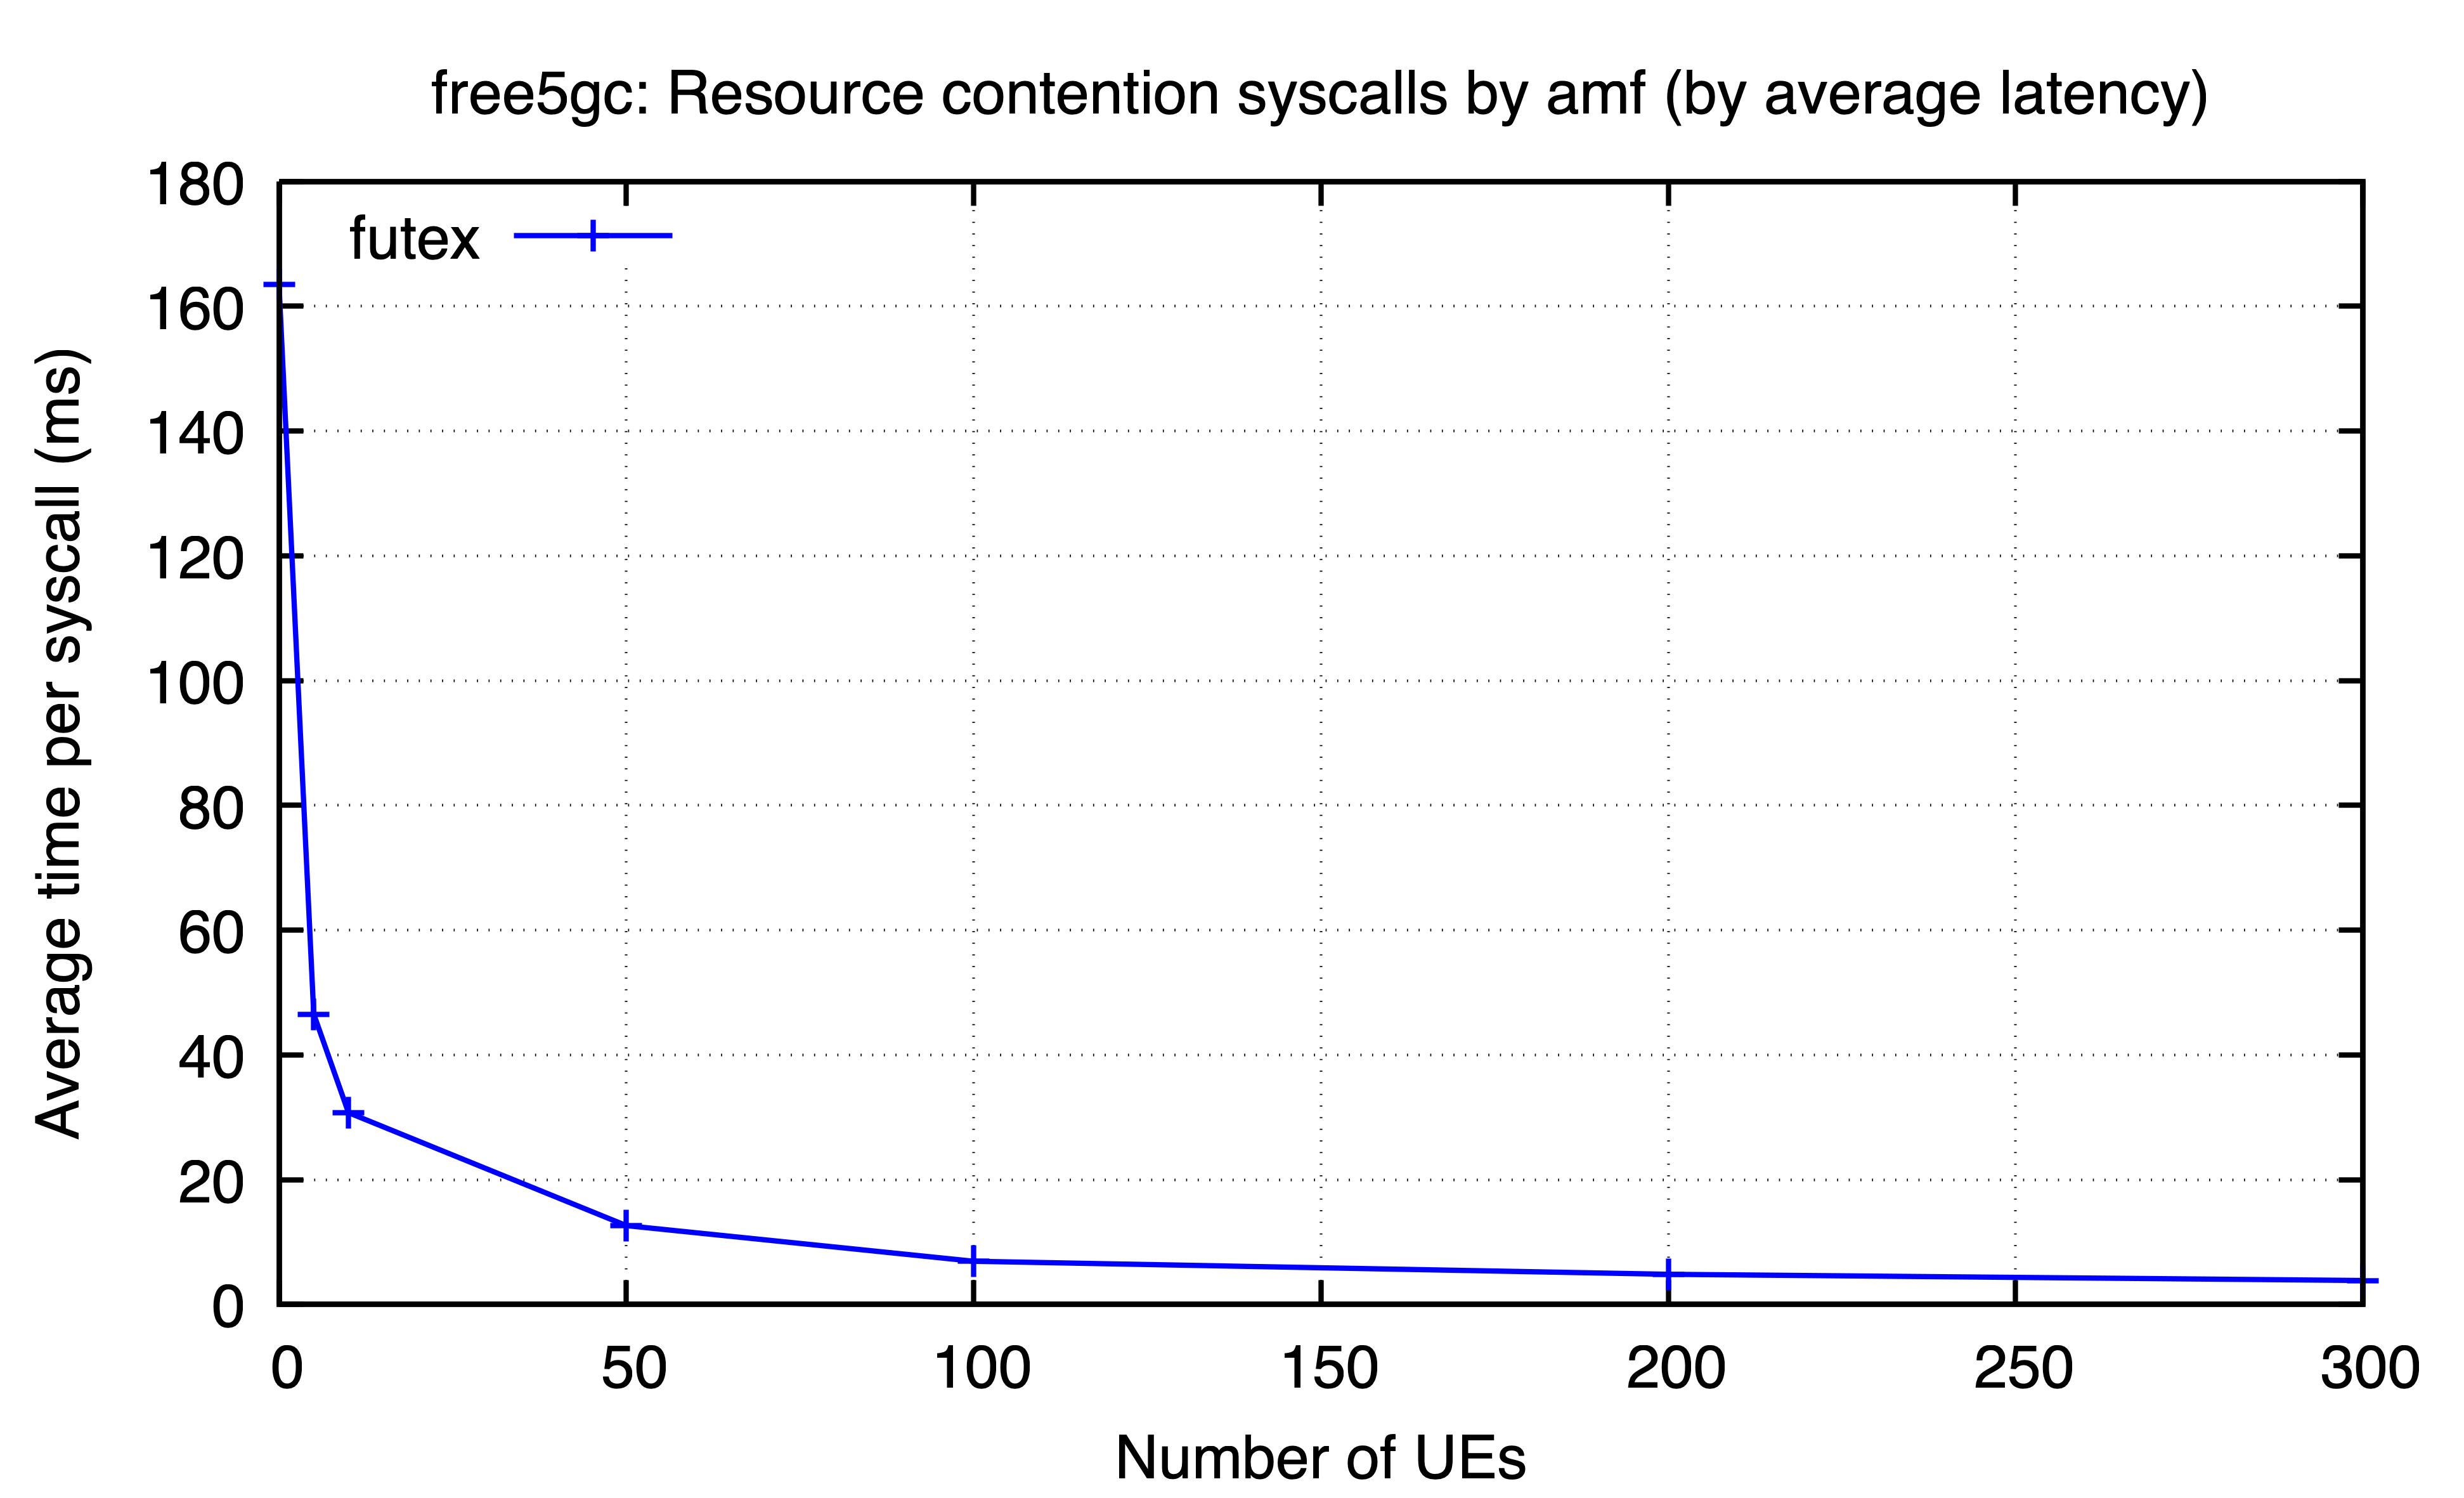 free5gc: Resource contention syscalls by amf (by average latency)
futex
Average time per syscall (ms)
180
160
140
120
100
80
60
40
20
0
0 50 100 150 200 250 300
Number of UEs